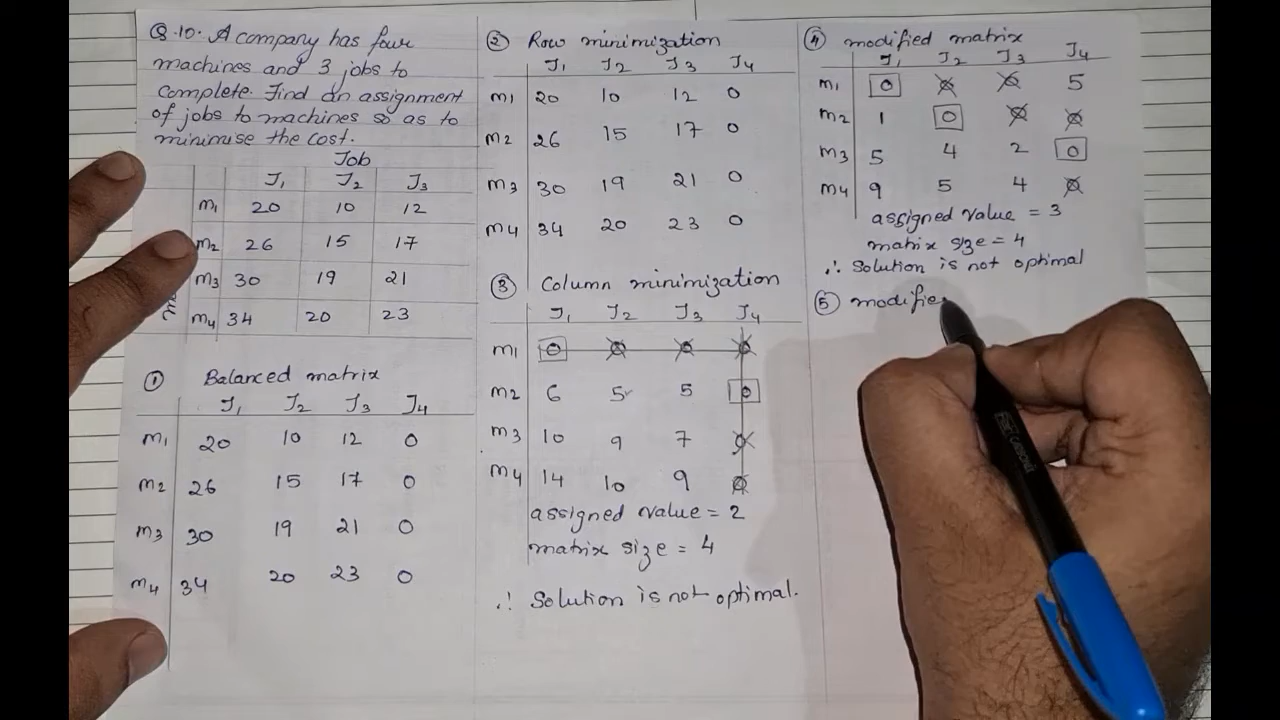 Q.10. A company has four
machines and 3 jobs to
complete. Find an assignment
of jobs to machines so as to
minimise the cost.
Job
J1 J2 J3
M1 20 10 12
M2 26 15 17
M3 30 19 21
M4 34 20 23
① Balanced matrix
J1 J2 J3 J4
M1 20 10 12 0
M2 26 15 17 0
M3 30 19 21 0
M4 34 20 23 0
② Row minimization
J1 J2 J3 J4
M1 20 10 12 0
M2 26 15 17 0
M3 30 19 21 0
M4 34 20 23 0
③ Column minimization
J1 J2 J3 J4
M1 0 0 0 0
M2 6 5 5 0
M3 10 9 7 0
M4 14 10 9 0
assigned value = 2
matrix size = 4
∴ Solution is not optimal.
④ modified matrix
J1 J2 J3 J4
M1 0 0 0 5
M2 1 0 0 0
M3 5 4 2 0
M4 9 5 4 0
assigned value = 3
matrix size = 4
∴ Solution is not optimal
⑤ modifie